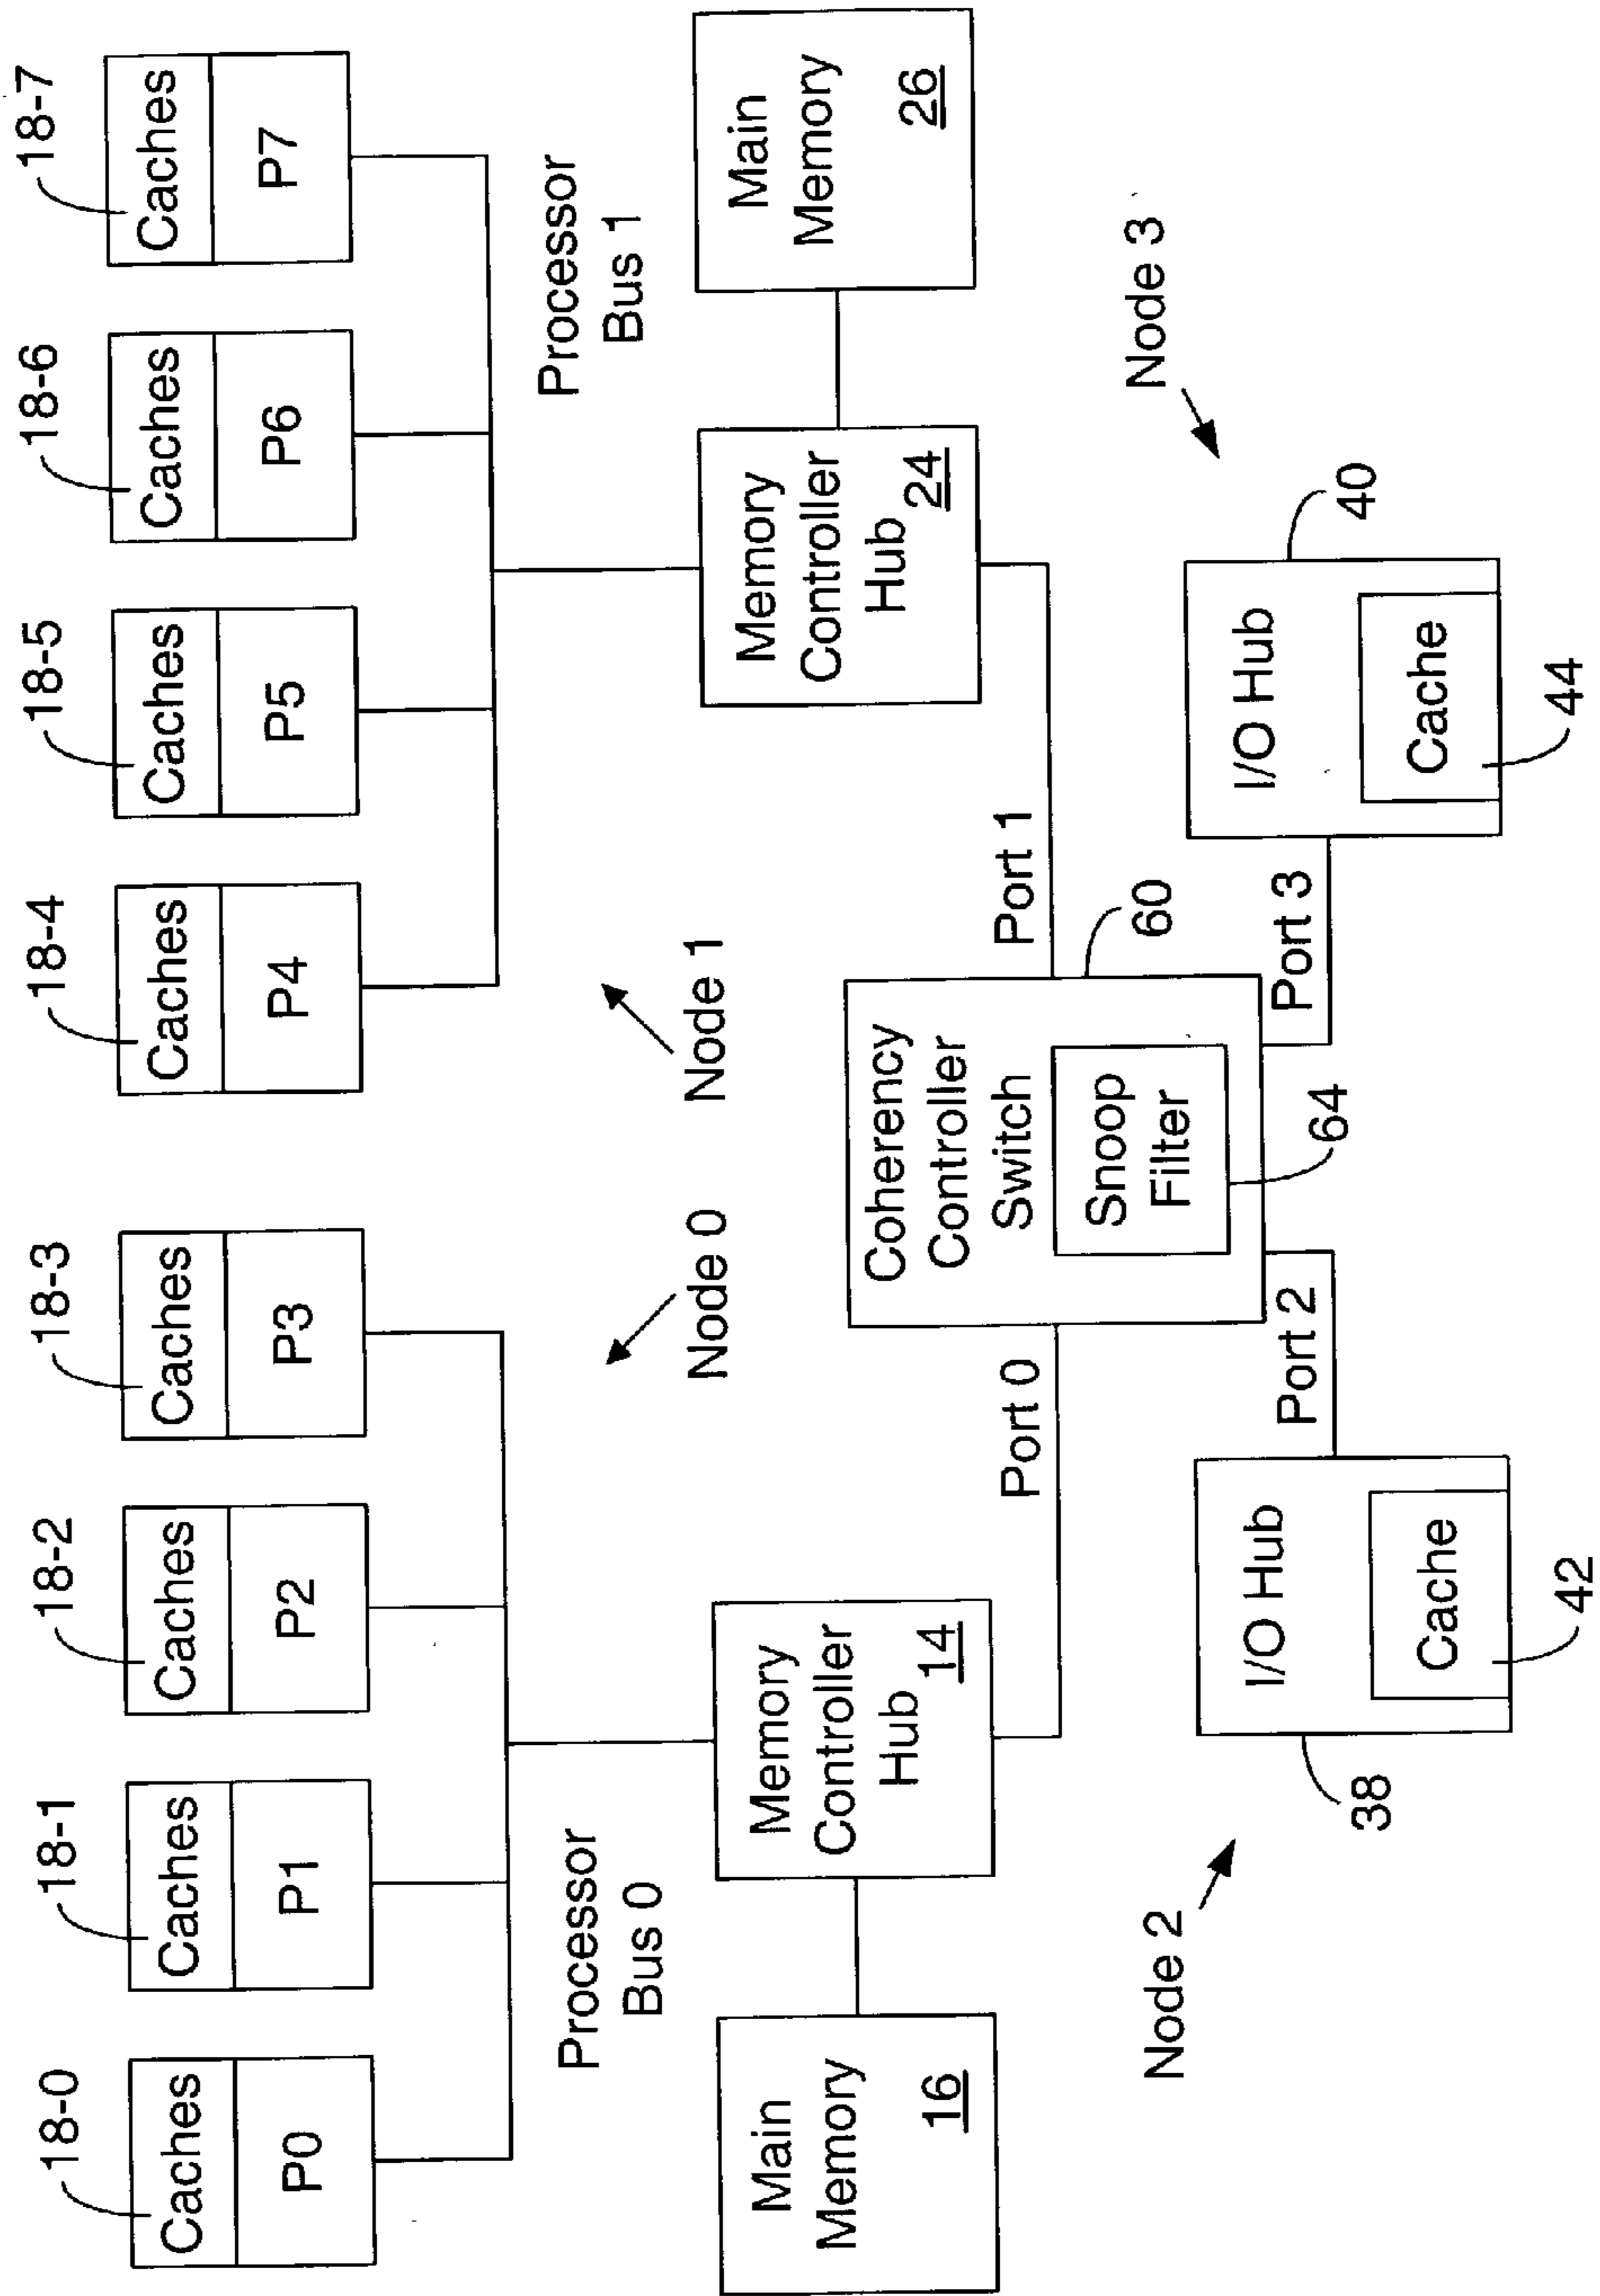 18-0
18-1
18-2
18-3
18-4
18-5
18-6
18-7
Caches
Caches
Caches
Caches
Caches
Caches
Caches
Caches
P0
P1
P2
P3
P4
P5
P6
P7
Processor
Bus 0
Processor
Bus 1
Node 0
Node 1
Main
Memory
16
Memory
Controller
Hub
14
Memory
Controller
Hub
24
Main
Memory
26
Coherency
Controller
Switch
Snoop
Filter
Port 0
Port 1
60
Node 2
Node 3
I/O Hub
Port 2
Port 3
I/O Hub
64
38
40
Cache
Cache
42
44